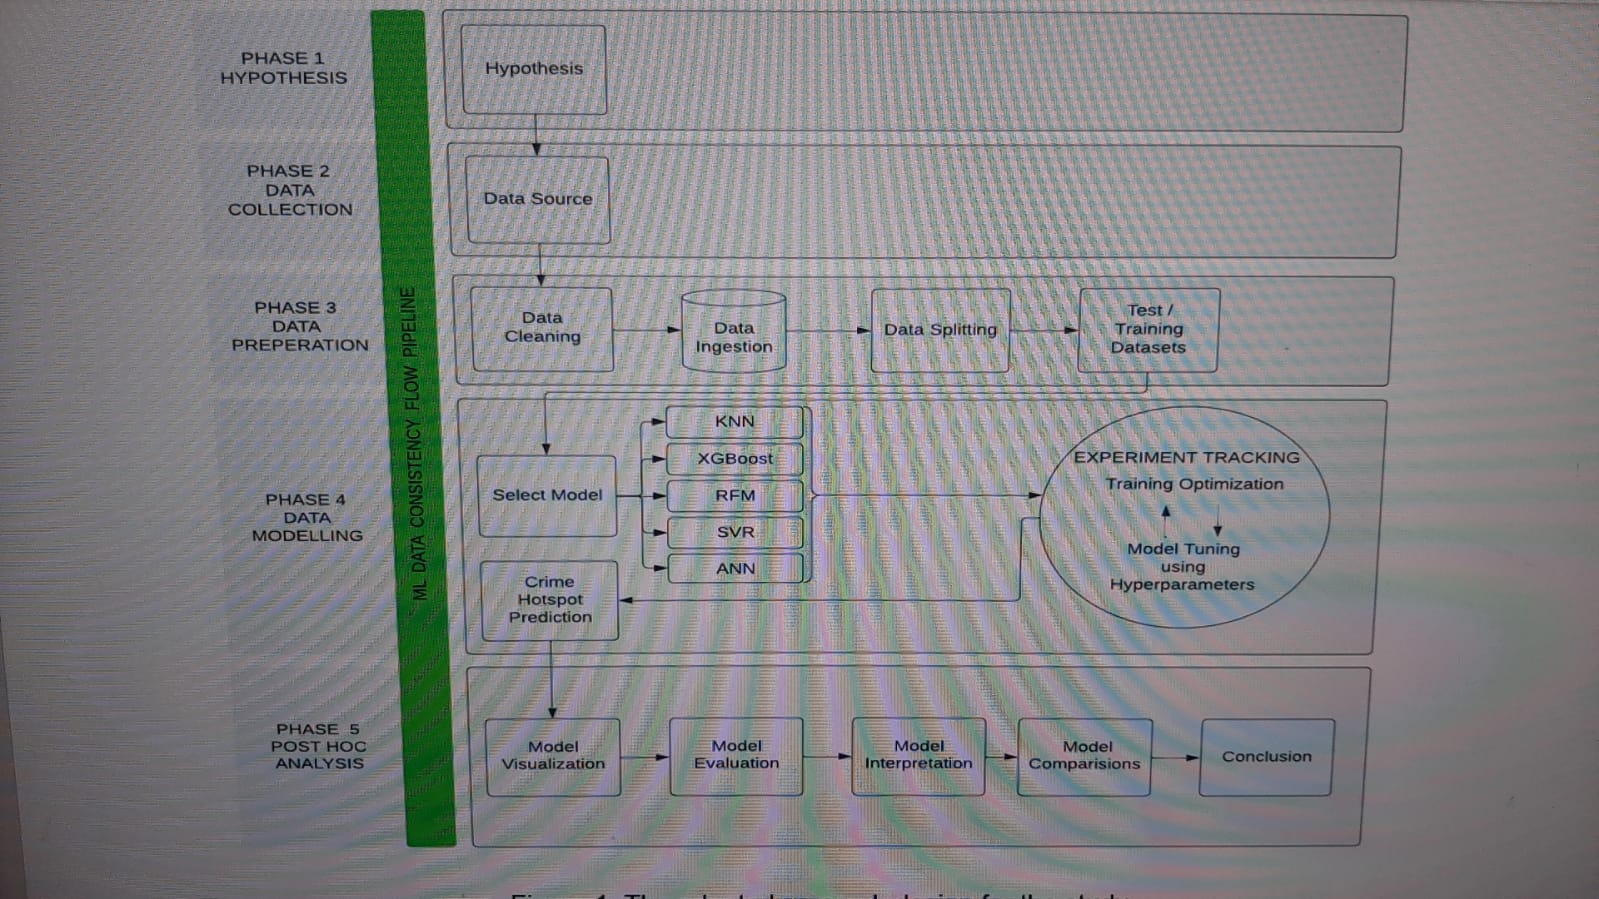 PHASE 1
HYPOTHESIS
Hypothesis
PHASE 2
DATA
COLLECTION
Data Source
ML DATA CONSISTENCY FLOW PIPELINE
PHASE 3
DATA
PREPERATION
Data
Cleaning
Data
Ingestion
Data Splitting
Test /
Training
Datasets
PHASE 4
DATA
MODELLING
Select Model
KNN
XGBoost
RFM
SVR
ANN
EXPERIMENT TRACKING
Training Optimization
Model Tuning
using
Hyperparameters
Crime
Hotspot
Prediction
PHASE 5
POST HOC
ANALYSIS
Model
Visualization
Model
Evaluation
Model
Interpretation
Model
Comparisions
Conclusion